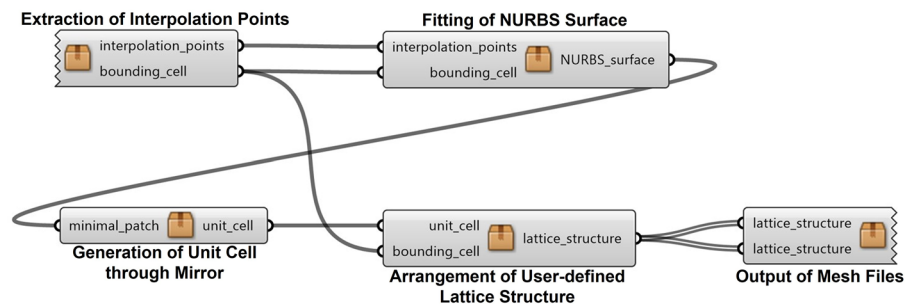 Extraction of Interpolation Points
interpolation_points
bounding_cell
Fitting of NURBS Surface
interpolation_points
bounding_cell
NURBS_surface
minimal_patch
unit_cell
Generation of Unit Cell
through Mirror
unit_cell
bounding_cell
lattice_structure
Arrangement of User-defined
Lattice Structure
lattice_structure
lattice_structure
Output of Mesh Files